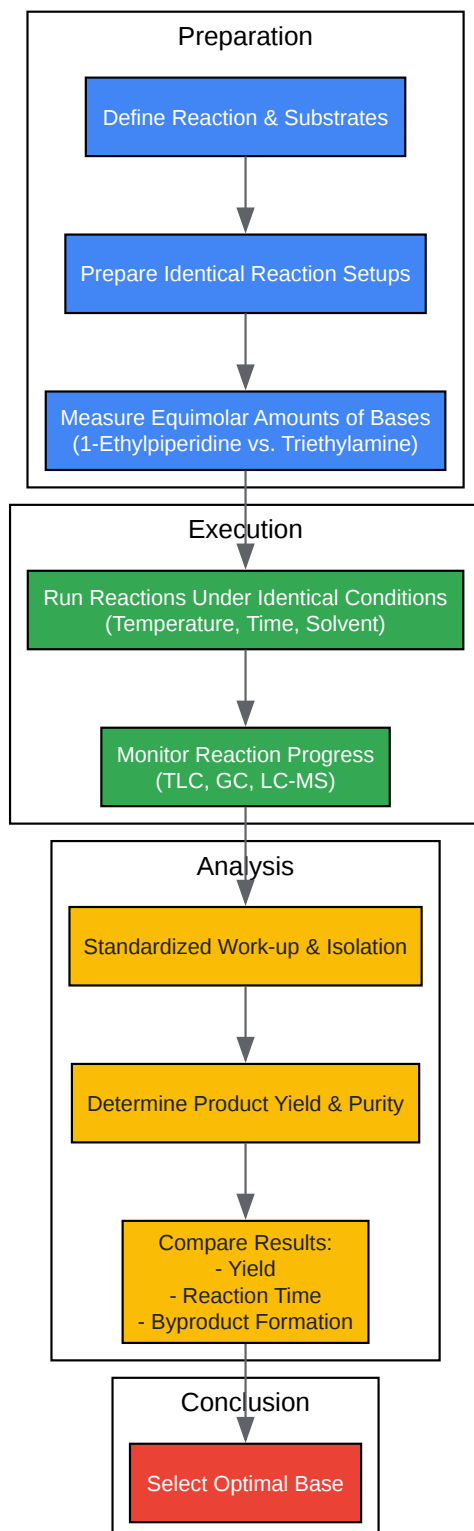 Preparation
Define Reaction & Substrates
Prepare Identical Reaction Setups
Measure Equimolar Amounts of Bases
(1-Ethylpiperidine vs. Triethylamine)
Execution
Run Reactions Under Identical Conditions
(Temperature, Time, Solvent)
Monitor Reaction Progress
(TLC, GC, LC-MS)
Analysis
Standardized Work-up & Isolation
Determine Product Yield & Purity
Compare Results:
- Yield
- Reaction Time
- Byproduct Formation
Conclusion
Select Optimal Base